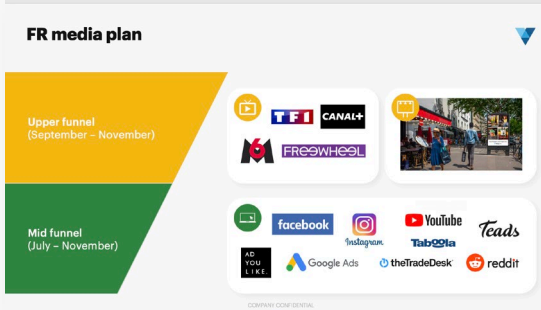 FR media plan
Upper funnel
(September – November)
TF1 CANAL+
M6 FREEWHEEL
Mid funnel
(July – November)
facebook
Instagram
YouTube
Taboola
Teads
AD
YOU
LIKE.
Google Ads
theTradeDesk
reddit
COMPANY CONFIDENTIAL